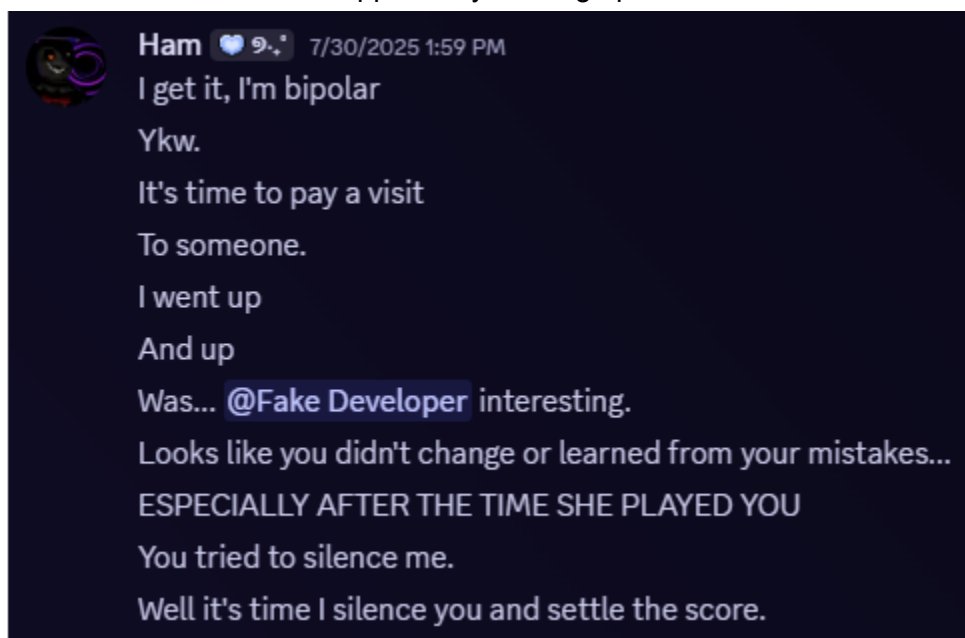 Ham 7/30/2025 1:59 PM
I get it, I'm bipolar
Ykw.
It's time to pay a visit
To someone.
I went up
And up
Was... @Fake Developer interesting.
Looks like you didn't change or learned from your mistakes...
ESPECIALLY AFTER THE TIME SHE PLAYED YOU
You tried to silence me.
Well it's time I silence you and settle the score.